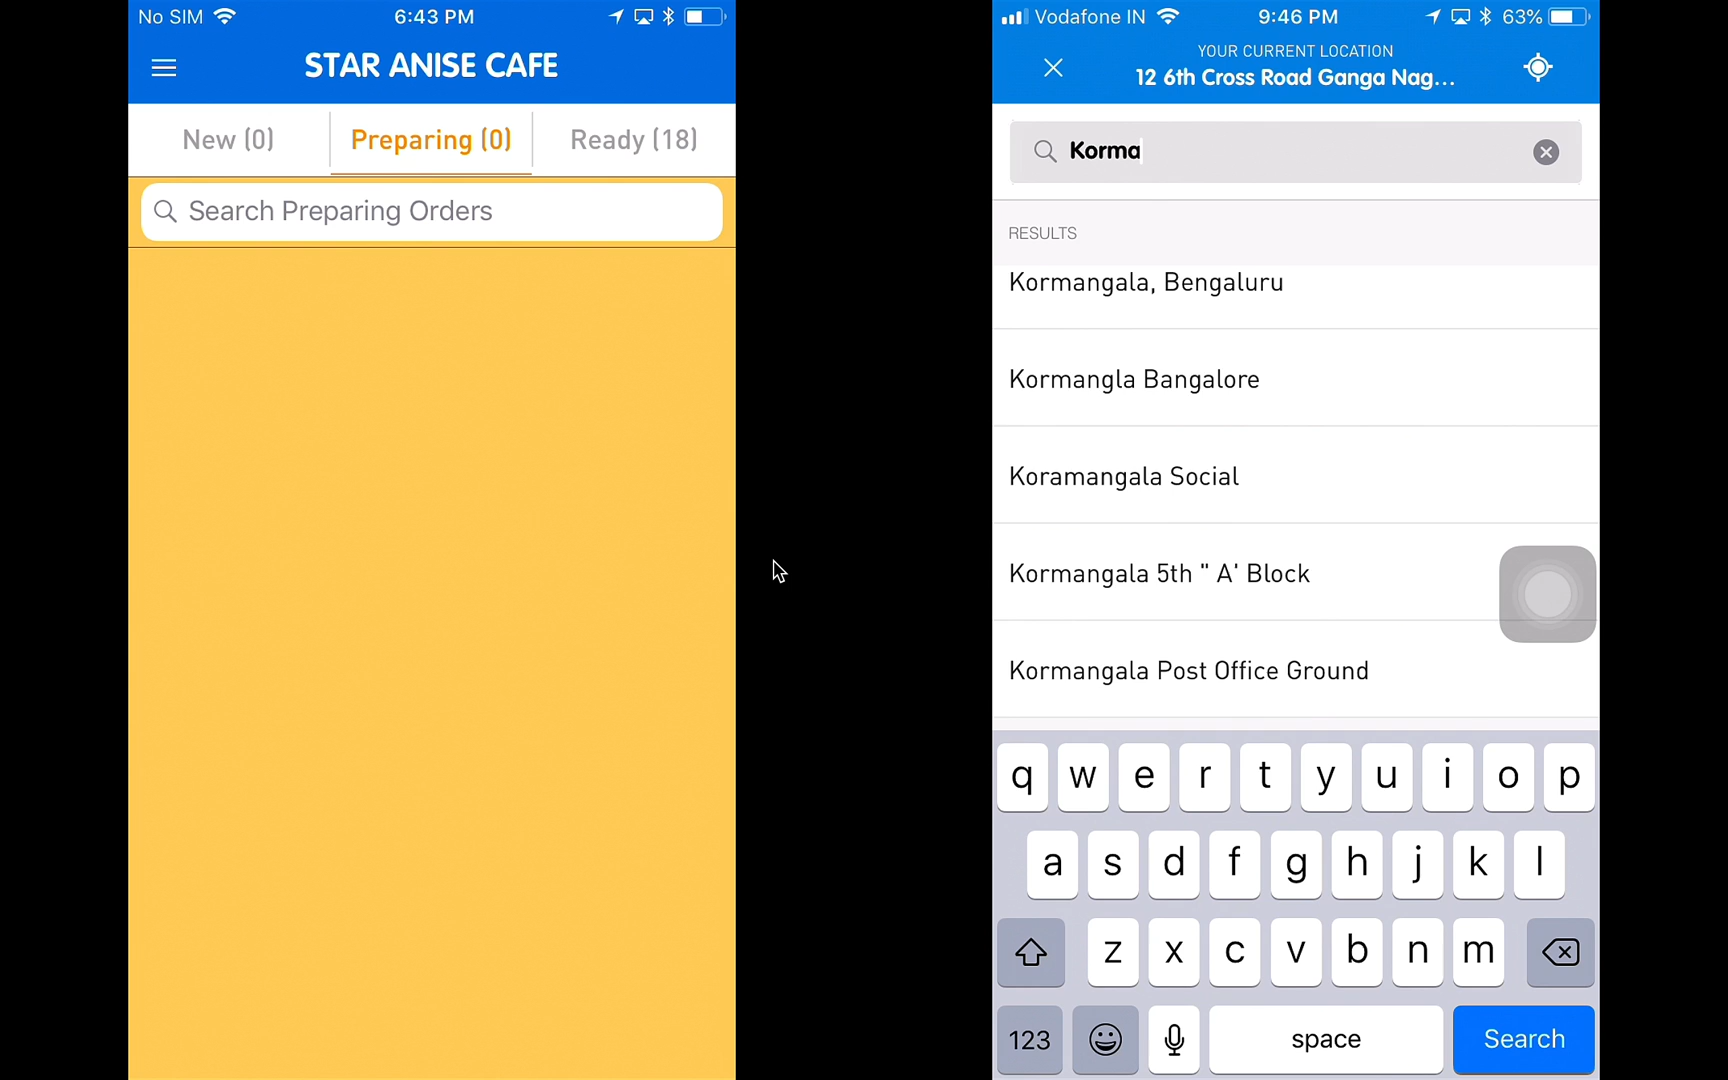 No SIM 6:43 PM
STAR ANISE CAFE
New (0) Preparing (0) Ready (18)
Search Preparing Orders
Vodafone IN 9:46 PM 63%
YOUR CURRENT LOCATION
12 6th Cross Road Ganga Nag...
Korma
RESULTS
Kormangala, Bengaluru
Kormangla Bangalore
Koramangala Social
Kormangala 5th " A' Block
Kormangala Post Office Ground
q w e r t y u i o p
a s d f g h j k l
z x c v b n m
123 space Search